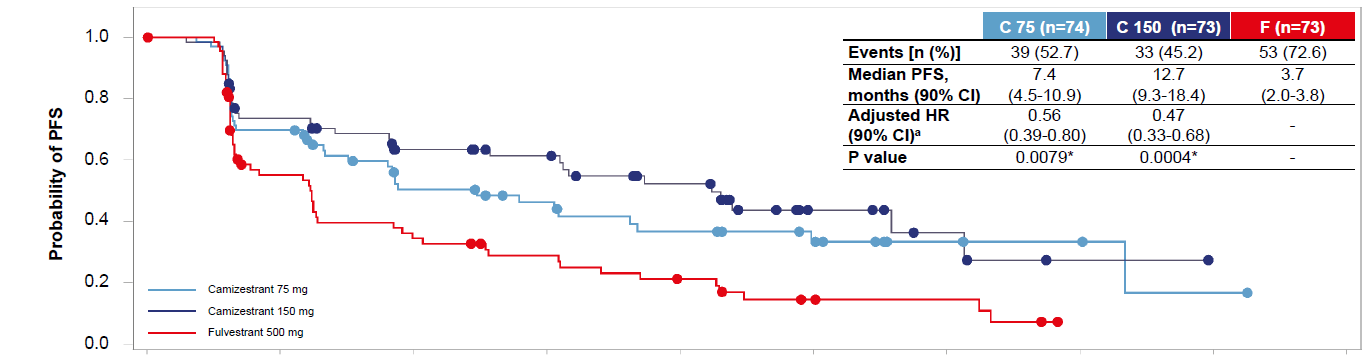 C 75 (n=74) C 150 (n=73) F (n=73)
Events [n (%)] 39 (52.7) 33 (45.2) 53 (72.6)
Median PFS, 7.4 12.7 3.7
months (90% CI) (4.5-10.9) (9.3-18.4) (2.0-3.8)
Adjusted HR 0.56 0.47 -
(90% CI)ᵃ (0.39-0.80) (0.33-0.68)
P value 0.0079* 0.0004* -
Probability of PFS
1.0
0.8
0.6
0.4
0.2
0.0
Camizestrant 75 mg
Camizestrant 150 mg
Fulvestrant 500 mg